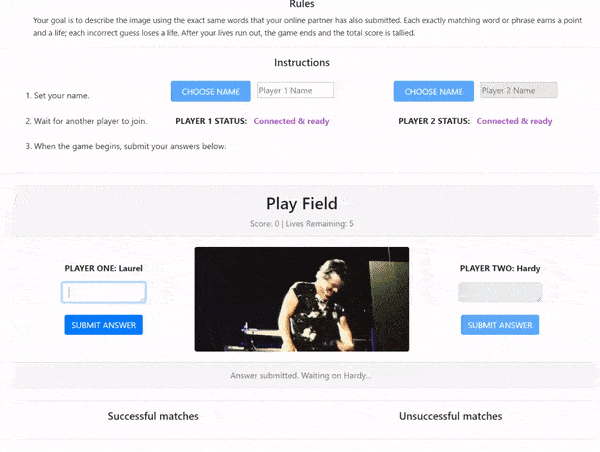 Rules
Your goal is to describe the image using the exact same words that your online partner has also submitted. Each exactly matching word or phrase earns a point
and a life; each incorrect guess loses a life. After your lives run out, the game ends and the total score is tallied.
Instructions
1. Set your name.
CHOOSE NAME Player 1 Name CHOOSE NAME Player 2 Name
2. Wait for another player to join.
PLAYER 1 STATUS: Connected & ready PLAYER 2 STATUS: Connected & ready
3. When the game begins, submit your answers below.
Play Field
Score: 0 | Lives Remaining: 5
PLAYER ONE: Laurel PLAYER TWO: Hardy
SUBMIT ANSWER SUBMIT ANSWER
Answer submitted. Waiting on Hardy...
Successful matches Unsuccessful matches